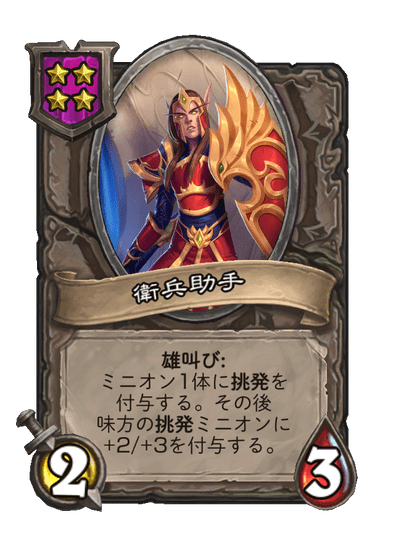 衛兵助手
雄叫び:
ミニオン1体に挑発を
付与する。その後
味方の挑発ミニオンに
+2/+3を付与する。
2
3